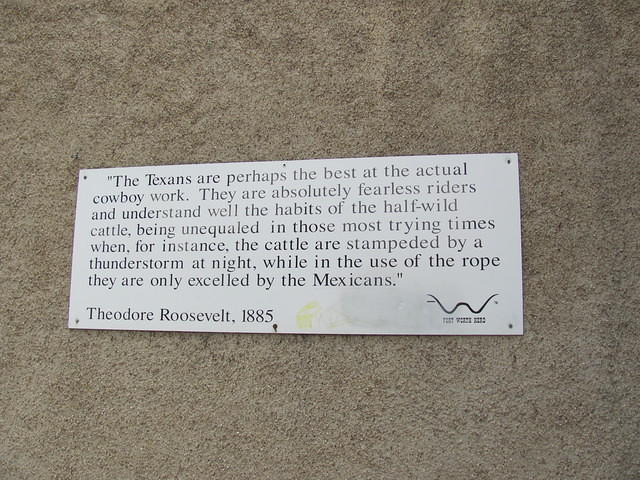 "The Texans are perhaps the best at the actual
cowboy work. They are absolutely fearless riders
and understand well the habits of the half-wild
cattle, being unequaled in those most trying times
when, for instance, the cattle are stampeded by a
thunderstorm at night, while in the use of the rope
they are only excelled by the Mexicans."
Theodore Roosevelt, 1885
FORT WORTH HERD